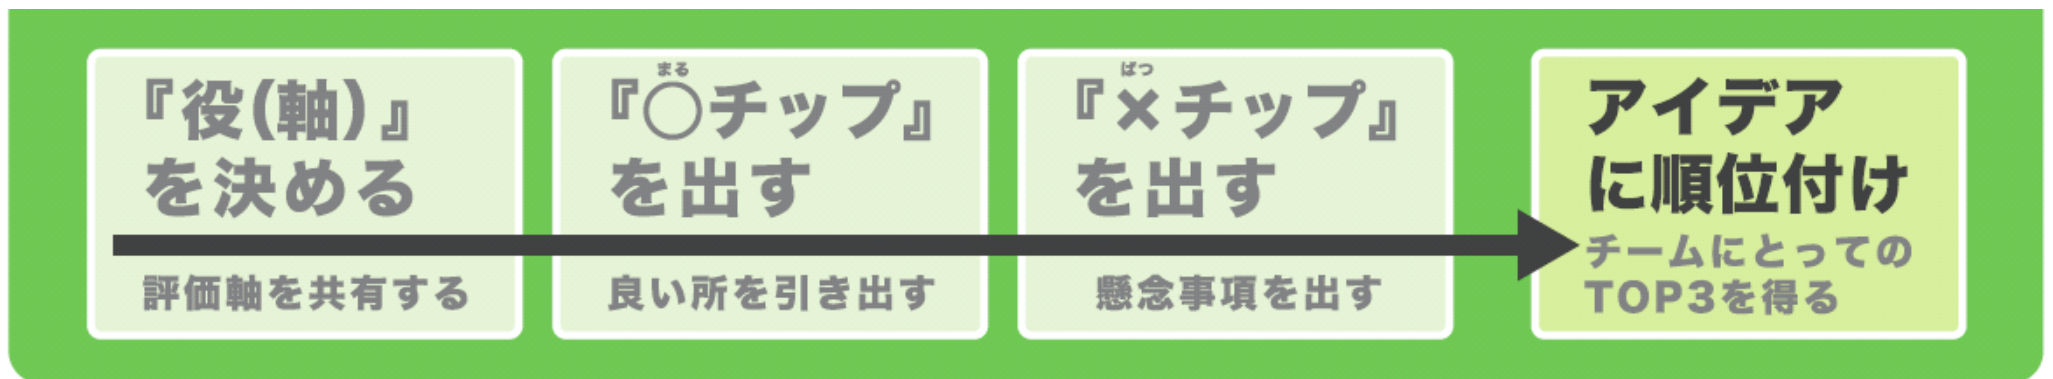 『役(軸)』
を決める
評価軸を共有する
まる
『○チップ』
を出す
良い所を引き出す
ばつ
『×チップ』
を出す
懸念事項を出す
アイデア
に順位付け
チームにとっての
TOP3を得る